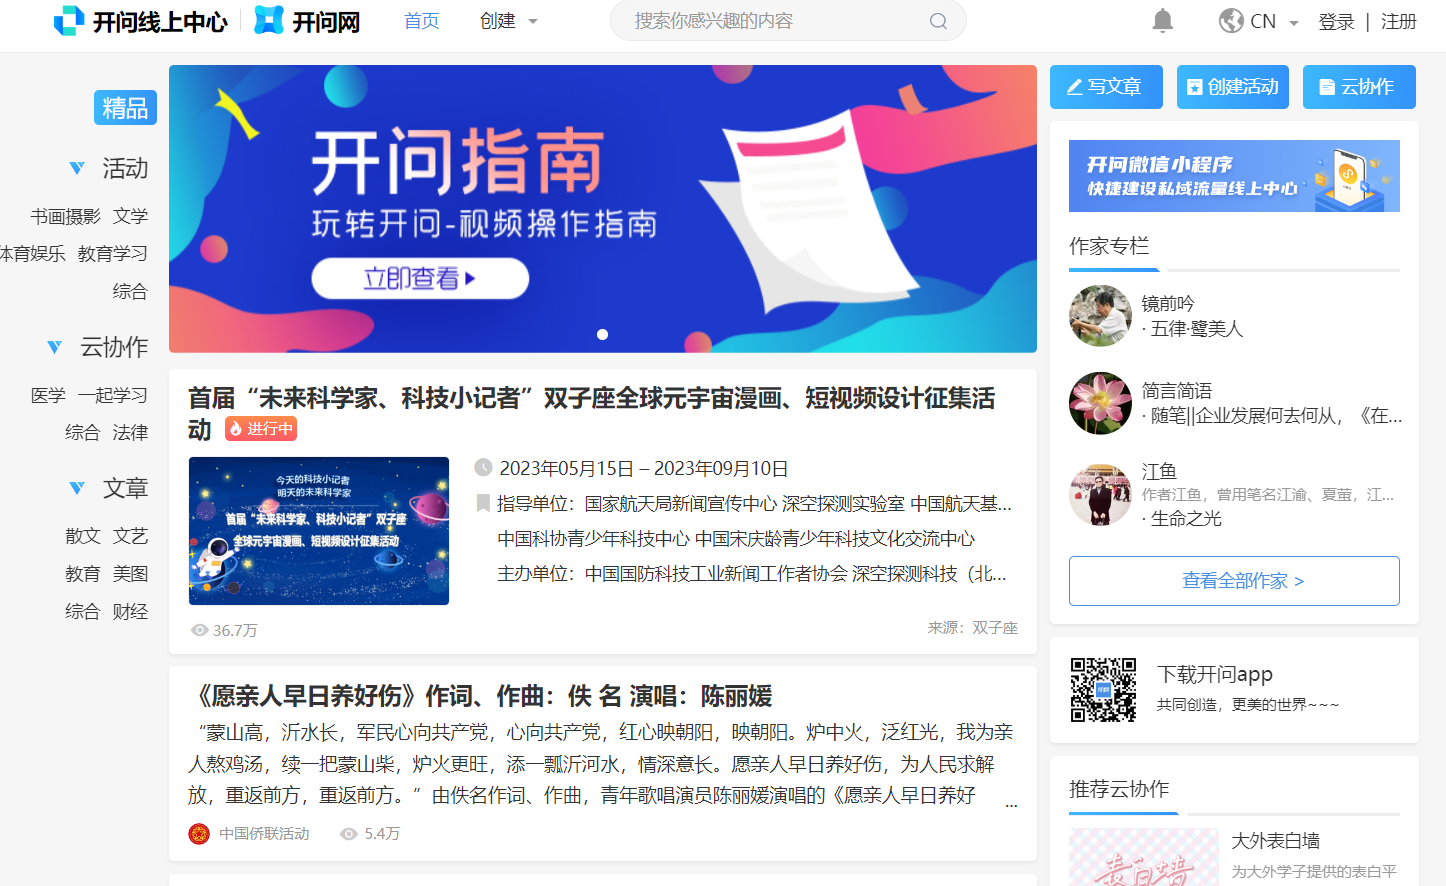 开问线上中心
开问网
首页
创建
搜索你感兴趣的内容
CN
登录 | 注册
精品
活动
书画摄影 文学
体育娱乐 教育学习
综合
云协作
医学 一起学习
综合 法律
文章
散文 文艺
教育 美图
综合 财经
开问指南
玩转开问-视频操作指南
立即查看
首届“未来科学家、科技小记者”双子座全球元宇宙漫画、短视频设计征集活
动 进行中
今天的科技小记者
明天的未来科学家
首届“未来科学家、科技小记者”双子座
全球元宇宙漫画、短视频设计征集活动
2023年05月15日 – 2023年09月10日
指导单位：国家航天局新闻宣传中心 深空探测实验室 中国航天基...
中国科协青少年科技中心 中国宋庆龄青少年科技文化交流中心
主办单位：中国国防科技工业新闻工作者协会 深空探测科技（北...
36.7万
来源：双子座
《愿亲人早日养好伤》作词、作曲：佚 名 演唱：陈丽媛
“蒙山高，沂水长，军民心向共产党，心向共产党，红心映朝阳，映朝阳。炉中火，泛红光，我为亲
人熬鸡汤，续一把蒙山柴，炉火更旺，添一瓢沂河水，情深意长。愿亲人早日养好伤，为人民求解
放，重返前方，重返前方。”由佚名作词、作曲，青年歌唱演员陈丽媛演唱的《愿亲人早日养好 ...
中国侨联活动
5.4万
写文章
创建活动
云协作
开问微信小程序
快捷建设私域流量线上中心
作家专栏
镜前吟
· 五律·鹭美人
简言简语
· 随笔||企业发展何去何从，《在...
江鱼
作者江鱼，曾用笔名江渝、夏茧，江...
· 生命之光
查看全部作家 >
下载开问app
共同创造，更美的世界~~~
推荐云协作
表白墙
大外表白墙
为大外学子提供的表白平